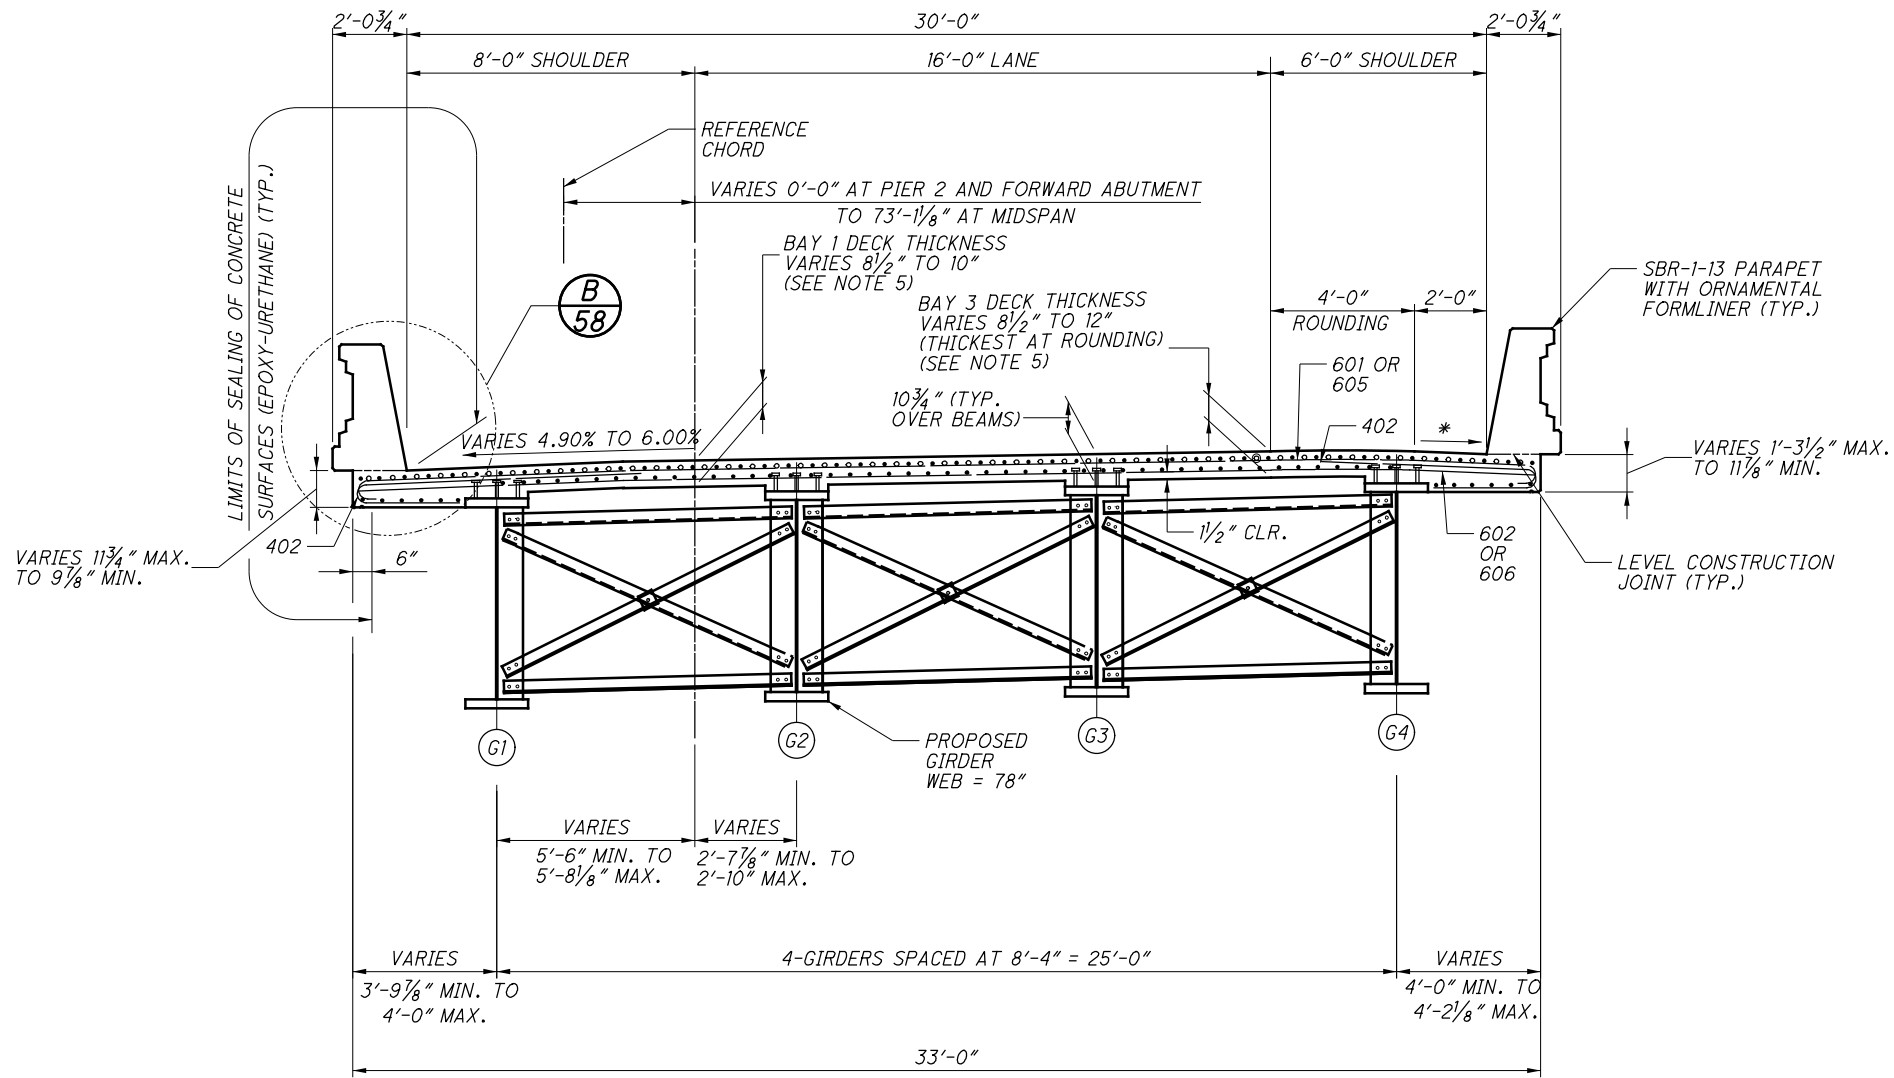 2'-0¾"
30'-0"
2'-0¾"
8'-0" SHOULDER
16'-0" LANE
6'-0" SHOULDER
REFERENCE
CHORD
VARIES 0'-0" AT PIER 2 AND FORWARD ABUTMENT
TO 73'-1⅛" AT MIDSPAN
LIMITS OF SEALING OF CONCRETE
SURFACES (EPOXY-URETHANE) (TYP.)
BAY 1 DECK THICKNESS
VARIES 8½" TO 10"
(SEE NOTE 5)
B
58
BAY 3 DECK THICKNESS
VARIES 8½" TO 12"
(THICKEST AT ROUNDING)
(SEE NOTE 5)
4'-0"
ROUNDING
2'-0"
SBR-1-13 PARAPET
WITH ORNAMENTAL
FORMLINER (TYP.)
601 OR
605
10¾" (TYP.
OVER BEAMS)
402
*
VARIES 4.90% TO 6.00%
VARIES 1'-3½" MAX.
TO 11⅞" MIN.
VARIES 11¾" MAX.
TO 9⅞" MIN.
402
6"
1½" CLR.
602
OR
606
LEVEL CONSTRUCTION
JOINT (TYP.)
G1
G2
G3
G4
PROPOSED
GIRDER
WEB = 78"
VARIES
5'-6" MIN. TO
5'-8⅛" MAX.
VARIES
2'-7⅞" MIN. TO
2'-10" MAX.
VARIES
3'-9⅞" MIN. TO
4'-0" MAX.
4-GIRDERS SPACED AT 8'-4" = 25'-0"
VARIES
4'-0" MIN. TO
4'-2⅛" MAX.
33'-0"